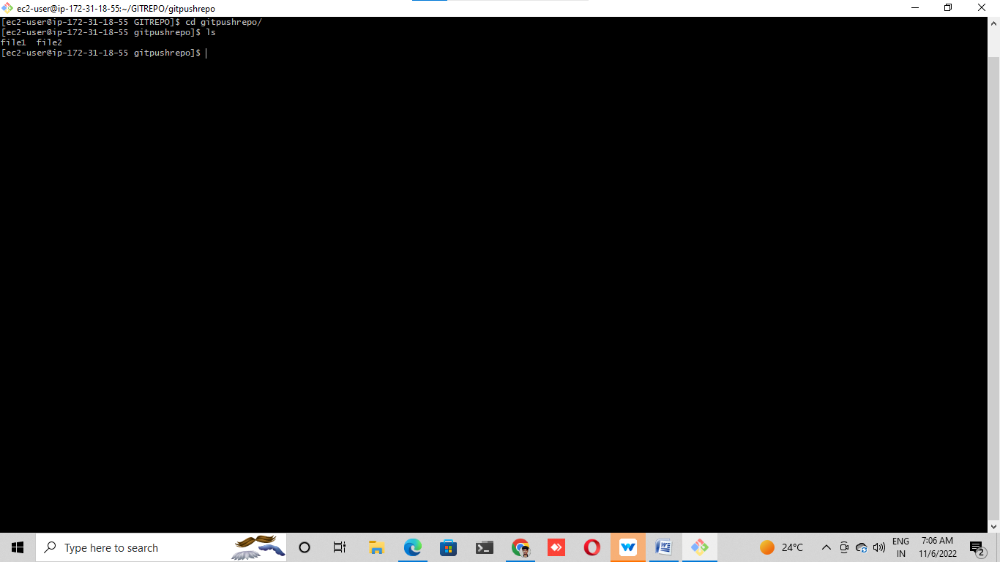 ec2-user@ip-172-31-18-55:~/GITREPO/gitpushrepo
[ec2-user@ip-172-31-18-55 GITREPO]$ cd gitpushrepo/
[ec2-user@ip-172-31-18-55 gitpushrepo]$ ls
file1  file2
[ec2-user@ip-172-31-18-55 gitpushrepo]$
Type here to search
24°C
ENG
IN
7:06 AM
11/6/2022
2